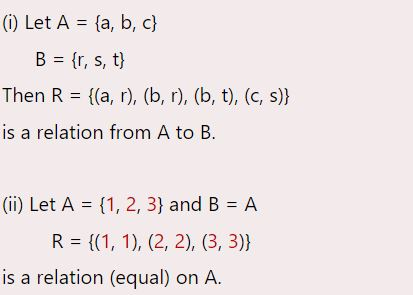 (i) Let A = {a, b, c}
B = {r, s, t}
Then R = {(a, r), (b, r), (b, t), (c, s)}
is a relation from A to B.
(ii) Let A = {1, 2, 3} and B = A
R = {(1, 1), (2, 2), (3, 3)}
is a relation (equal) on A.